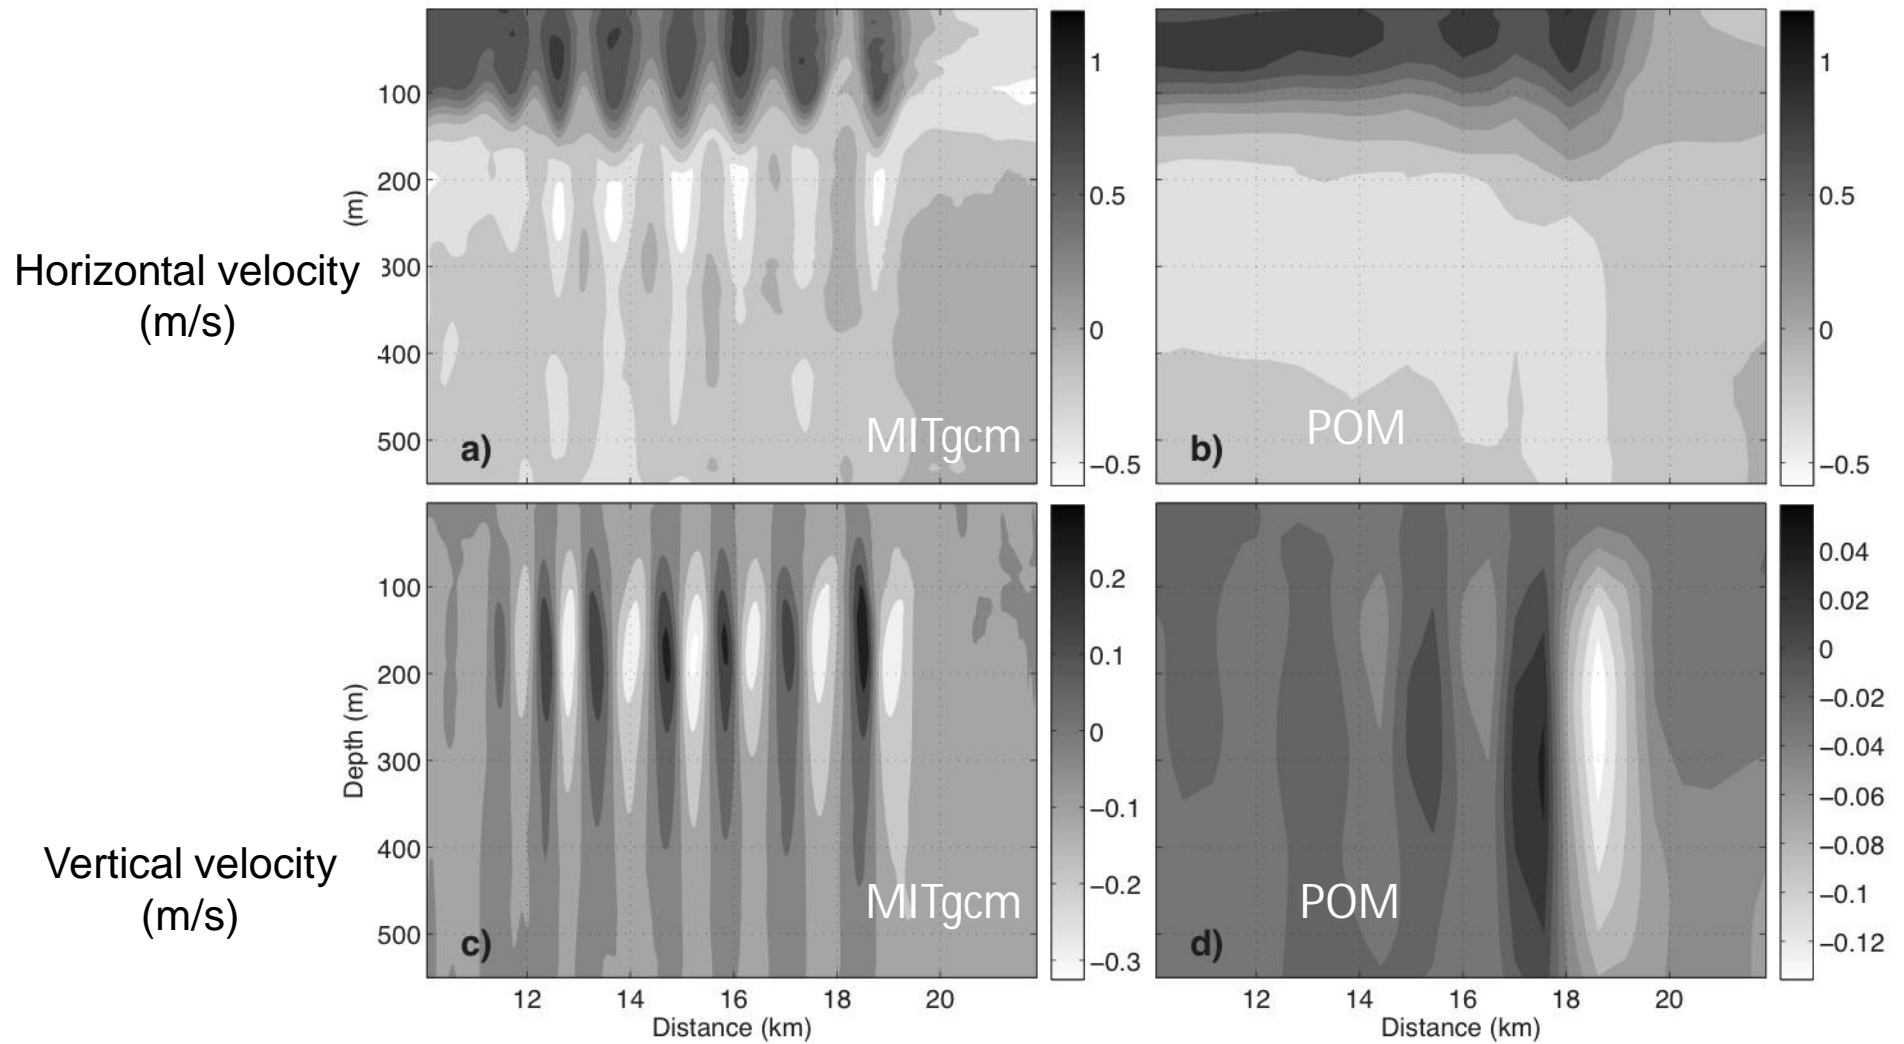 Horizontal velocity
(m/s)
(m)
100
200
300
400
500
a)
MITgcm
1
0.5
0
−0.5
b)
POM
1
0.5
0
−0.5
Vertical velocity
(m/s)
Depth (m)
100
200
300
400
500
c)
MITgcm
0.2
0.1
0
−0.1
−0.2
−0.3
12 14 16 18 20
Distance (km)
d)
POM
0.04
0.02
0
−0.02
−0.04
−0.06
−0.08
−0.1
−0.12
12 14 16 18 20
Distance (km)